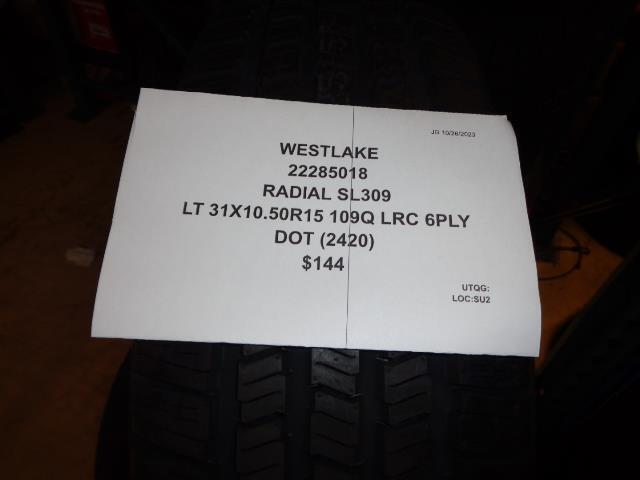 JG 10/26/2023
WESTLAKE
22285018
RADIAL SL309
LT 31X10.50R15 109Q LRC 6PLY
DOT (2420)
$144
UTQG:
LOC:SU2